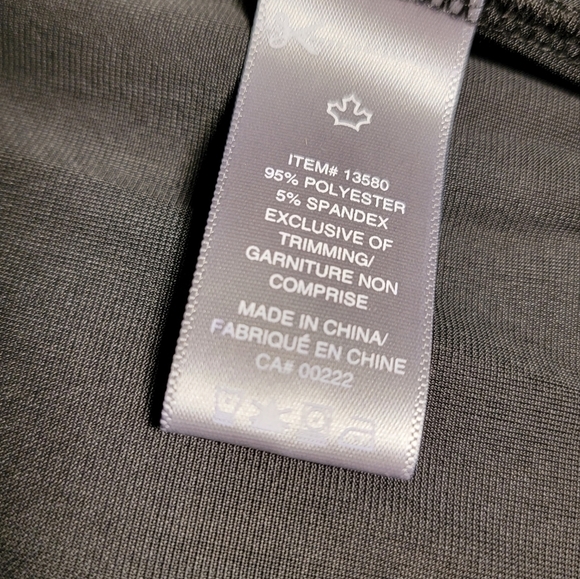 ITEM# 13580
95% POLYESTER
5% SPANDEX
EXCLUSIVE OF
TRIMMING/
GARNITURE NON
COMPRISE
MADE IN CHINA/
FABRIQUÉ EN CHINE
CA# 00222